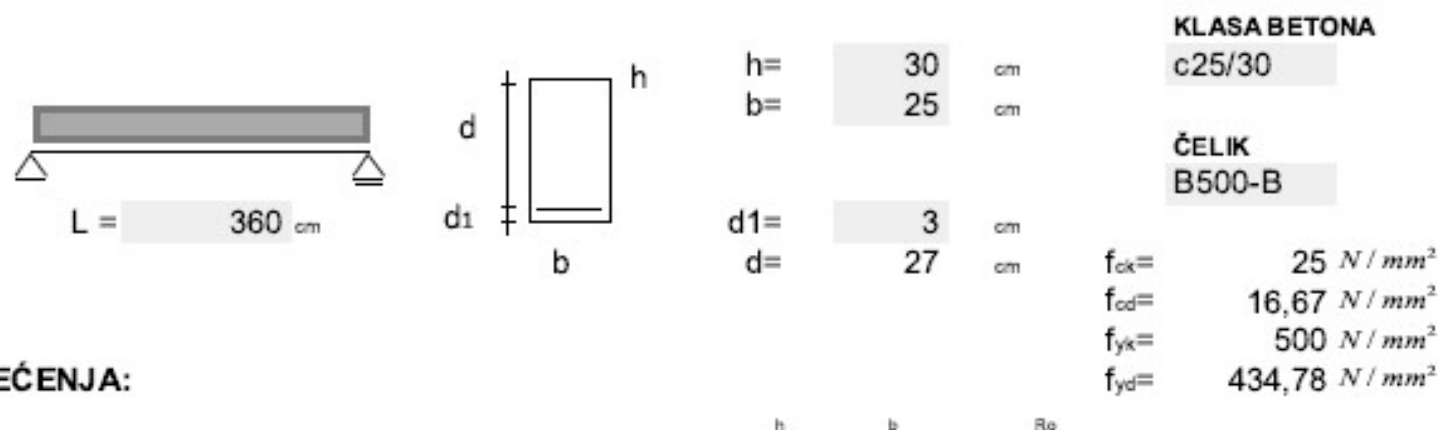 KLASA BETONA
h= 30 cm c25/30
h
b= 25 cm
d
ČELIK
B500-B
L = 360 cm d1 d1= 3 cm
b d= 27 cm fck= 25 N / mm²
fcd= 16,67 N / mm²
fyk= 500 N / mm²
EĆENJA: fyd= 434,78 N / mm²
h b Ro